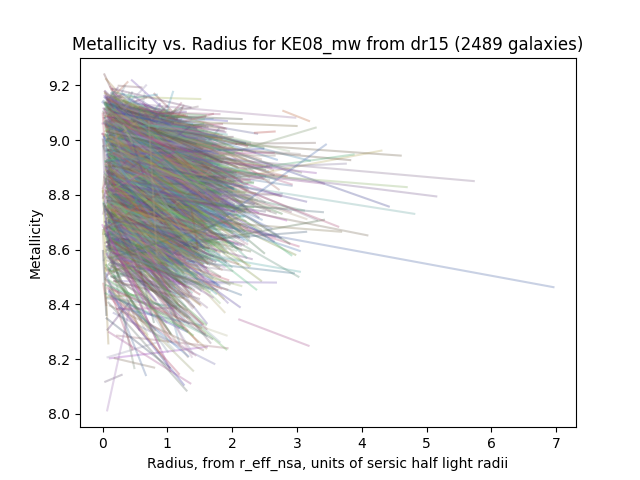 Metallicity vs. Radius for KE08_mw from dr15 (2489 galaxies)
9.2
9.0
8.8
8.6
8.4
8.2
8.0
Metallicity
0 1 2 3 4 5 6 7
Radius, from r_eff_nsa, units of sersic half light radii